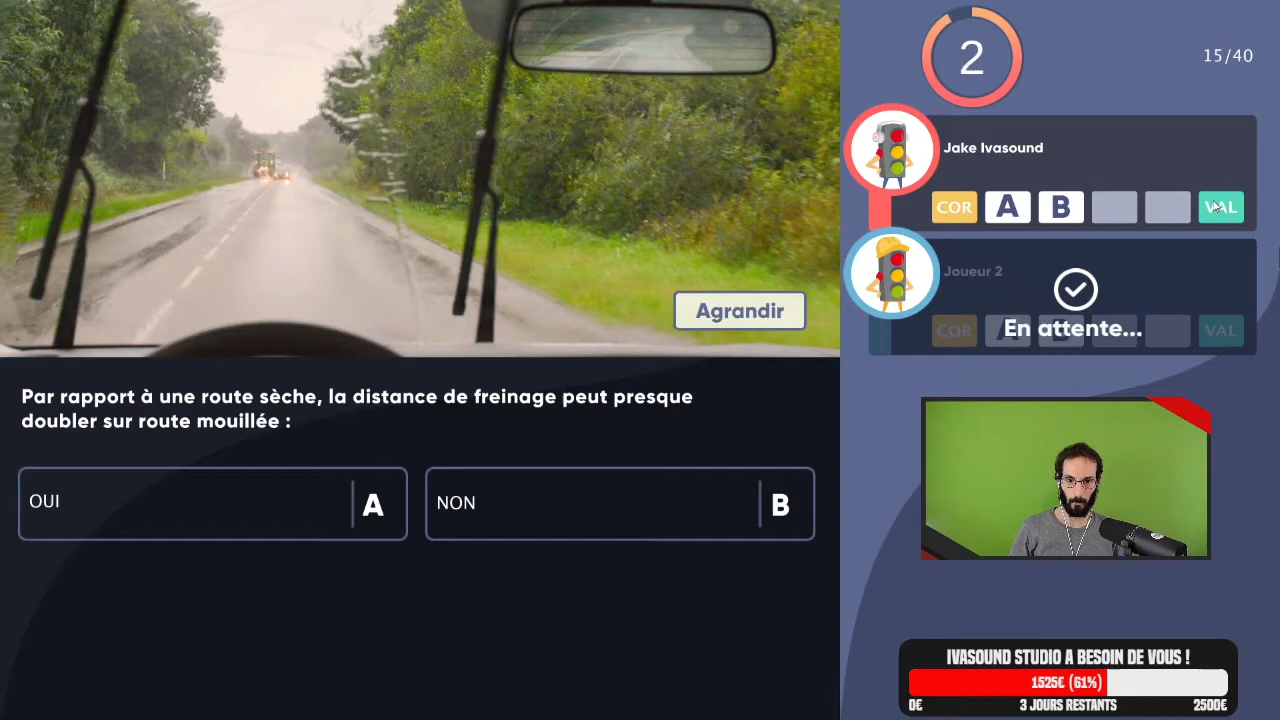 2
15/40
Jake Ivasound
COR A B VAL
Joueur 2
En attente...
COR A B VAL
Agrandir
Par rapport à une route sèche, la distance de freinage peut presque
doubler sur route mouillée :
OUI A
NON B
IVASOUND STUDIO A BESOIN DE VOUS !
1525€ (61%)
0€ 3 JOURS RESTANTS 2500€